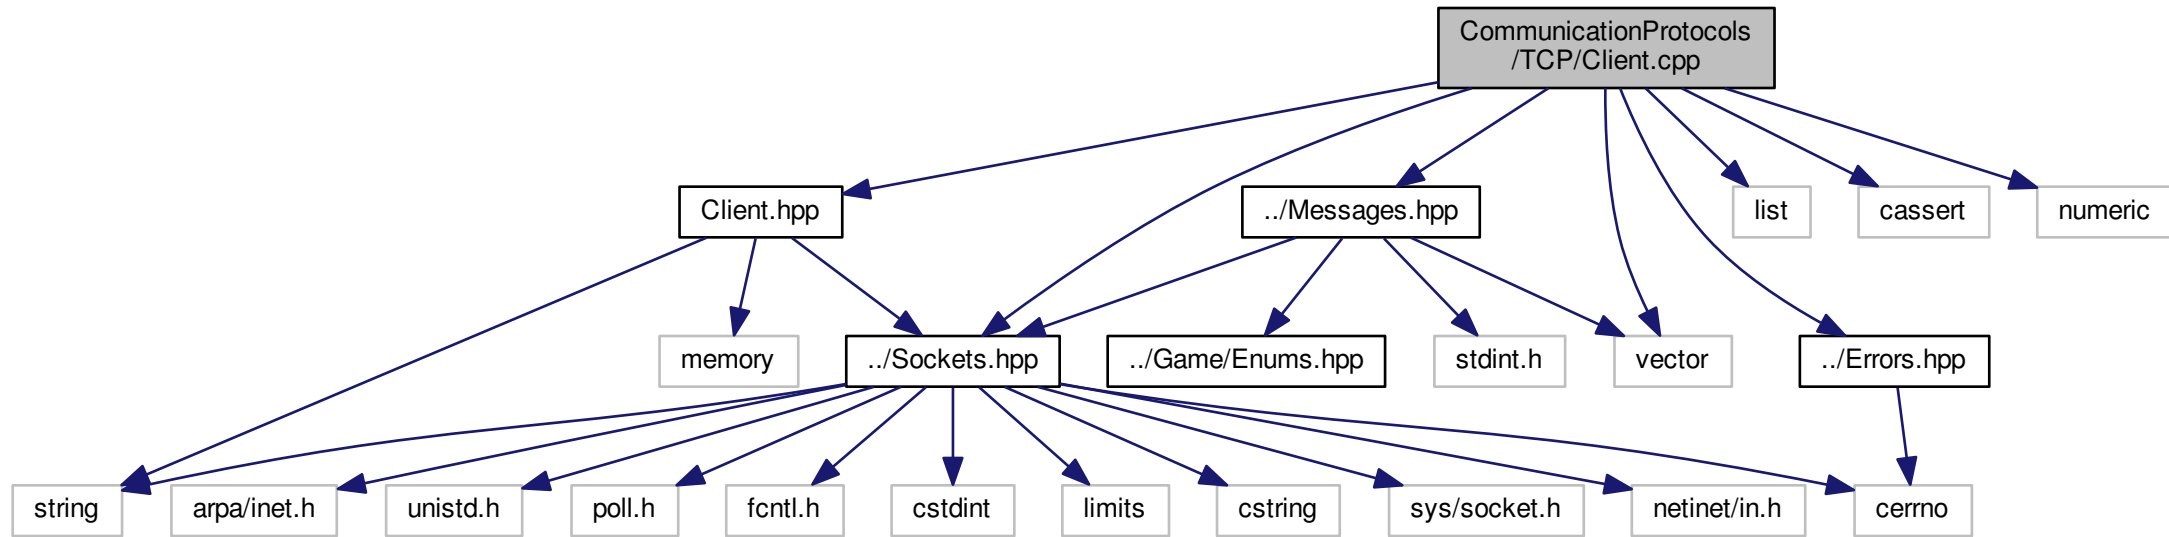 CommunicationProtocols
/TCP/Client.cpp
Client.hpp
../Messages.hpp
list
cassert
numeric
memory
../Sockets.hpp
../Game/Enums.hpp
stdint.h
vector
../Errors.hpp
string
arpa/inet.h
unistd.h
poll.h
fcntl.h
cstdint
limits
cstring
sys/socket.h
netinet/in.h
cerrno